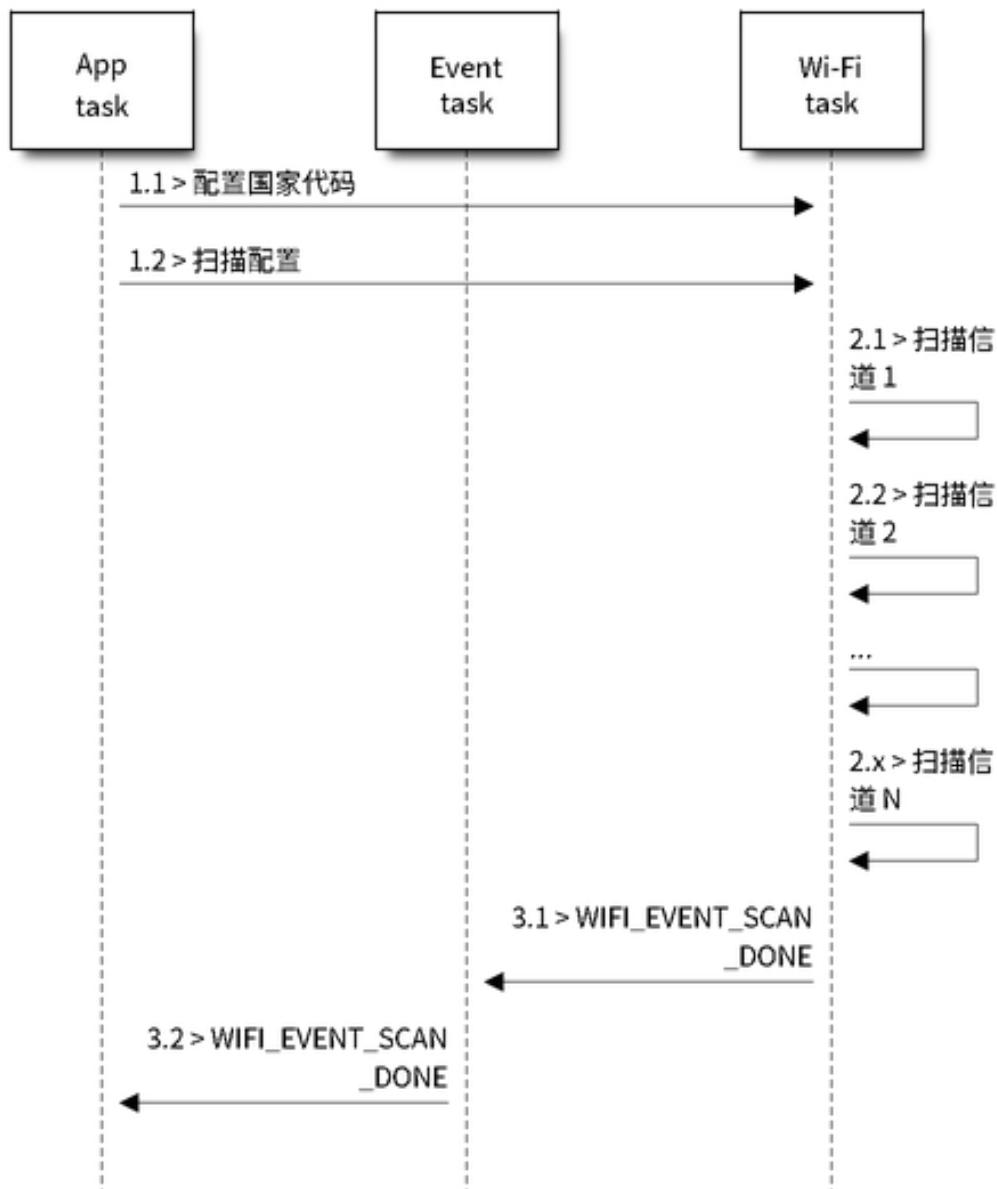 App
task
Event
task
Wi-Fi
task
1.1 > 配置国家代码
1.2 > 扫描配置
2.1 > 扫描信
道 1
2.2 > 扫描信
道 2
...
2.x > 扫描信
道 N
3.1 > WIFI_EVENT_SCAN
_DONE
3.2 > WIFI_EVENT_SCAN
_DONE